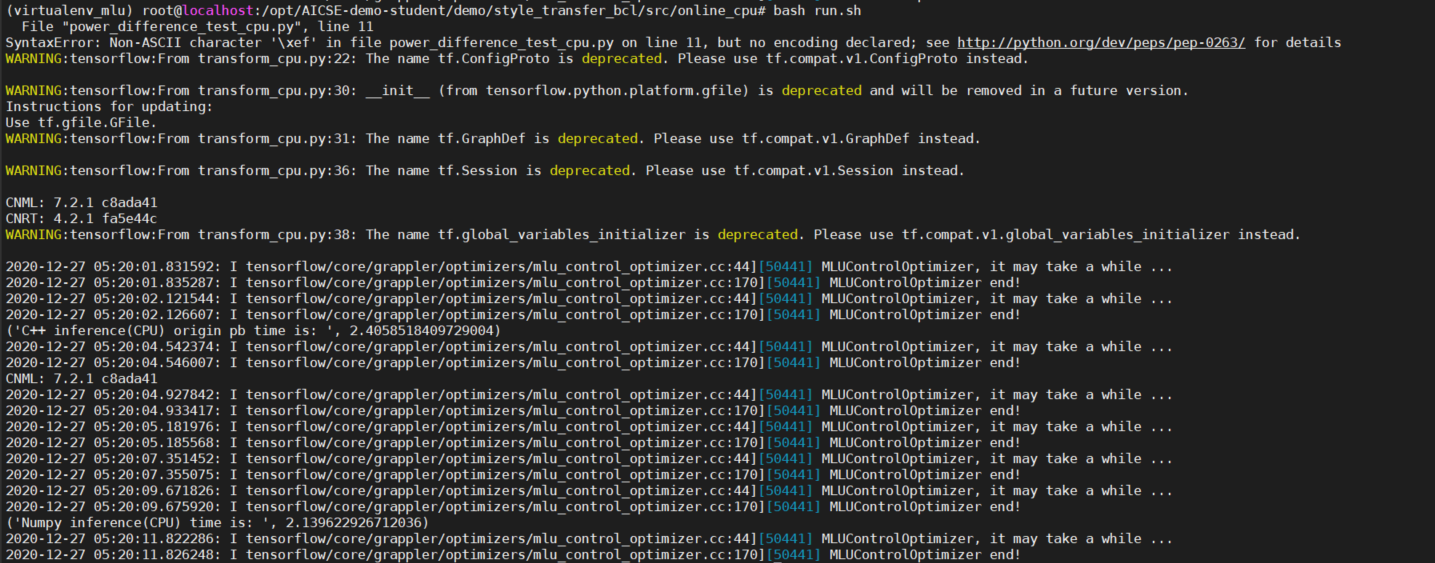 (virtualenv_mlu) root@localhost:/opt/AICSE-demo-student/demo/style_transfer_bcl/src/online_cpu# bash run.sh
  File "power_difference_test_cpu.py", line 11
SyntaxError: Non-ASCII character '\xef' in file power_difference_test_cpu.py on line 11, but no encoding declared; see http://python.org/dev/peps/pep-0263/ for details
WARNING:tensorflow:From transform_cpu.py:22: The name tf.ConfigProto is deprecated. Please use tf.compat.v1.ConfigProto instead.
WARNING:tensorflow:From transform_cpu.py:30: __init__ (from tensorflow.python.platform.gfile) is deprecated and will be removed in a future version.
Instructions for updating:
Use tf.gfile.GFile.
WARNING:tensorflow:From transform_cpu.py:31: The name tf.GraphDef is deprecated. Please use tf.compat.v1.GraphDef instead.
WARNING:tensorflow:From transform_cpu.py:36: The name tf.Session is deprecated. Please use tf.compat.v1.Session instead.
CNML: 7.2.1 c8ada41
CNRT: 4.2.1 fa5e44c
WARNING:tensorflow:From transform_cpu.py:38: The name tf.global_variables_initializer is deprecated. Please use tf.compat.v1.global_variables_initializer instead.
2020-12-27 05:20:01.831592: I tensorflow/core/grappler/optimizers/mlu_control_optimizer.cc:44][50441] MLUControlOptimizer, it may take a while ...
2020-12-27 05:20:01.835287: I tensorflow/core/grappler/optimizers/mlu_control_optimizer.cc:170][50441] MLUControlOptimizer end!
2020-12-27 05:20:02.121544: I tensorflow/core/grappler/optimizers/mlu_control_optimizer.cc:44][50441] MLUControlOptimizer, it may take a while ...
2020-12-27 05:20:02.126607: I tensorflow/core/grappler/optimizers/mlu_control_optimizer.cc:170][50441] MLUControlOptimizer end!
('C++ inference(CPU) origin pb time is: ', 2.4058518409729004)
2020-12-27 05:20:04.542374: I tensorflow/core/grappler/optimizers/mlu_control_optimizer.cc:44][50441] MLUControlOptimizer, it may take a while ...
2020-12-27 05:20:04.546007: I tensorflow/core/grappler/optimizers/mlu_control_optimizer.cc:170][50441] MLUControlOptimizer end!
CNML: 7.2.1 c8ada41
2020-12-27 05:20:04.927842: I tensorflow/core/grappler/optimizers/mlu_control_optimizer.cc:44][50441] MLUControlOptimizer, it may take a while ...
2020-12-27 05:20:04.933417: I tensorflow/core/grappler/optimizers/mlu_control_optimizer.cc:170][50441] MLUControlOptimizer end!
2020-12-27 05:20:05.181976: I tensorflow/core/grappler/optimizers/mlu_control_optimizer.cc:44][50441] MLUControlOptimizer, it may take a while ...
2020-12-27 05:20:05.185568: I tensorflow/core/grappler/optimizers/mlu_control_optimizer.cc:170][50441] MLUControlOptimizer end!
2020-12-27 05:20:07.351452: I tensorflow/core/grappler/optimizers/mlu_control_optimizer.cc:44][50441] MLUControlOptimizer, it may take a while ...
2020-12-27 05:20:07.355075: I tensorflow/core/grappler/optimizers/mlu_control_optimizer.cc:170][50441] MLUControlOptimizer end!
2020-12-27 05:20:09.671826: I tensorflow/core/grappler/optimizers/mlu_control_optimizer.cc:44][50441] MLUControlOptimizer, it may take a while ...
2020-12-27 05:20:09.675920: I tensorflow/core/grappler/optimizers/mlu_control_optimizer.cc:170][50441] MLUControlOptimizer end!
('Numpy inference(CPU) time is: ', 2.139622926712036)
2020-12-27 05:20:11.822286: I tensorflow/core/grappler/optimizers/mlu_control_optimizer.cc:44][50441] MLUControlOptimizer, it may take a while ...
2020-12-27 05:20:11.826248: I tensorflow/core/grappler/optimizers/mlu_control_optimizer.cc:170][50441] MLUControlOptimizer end!